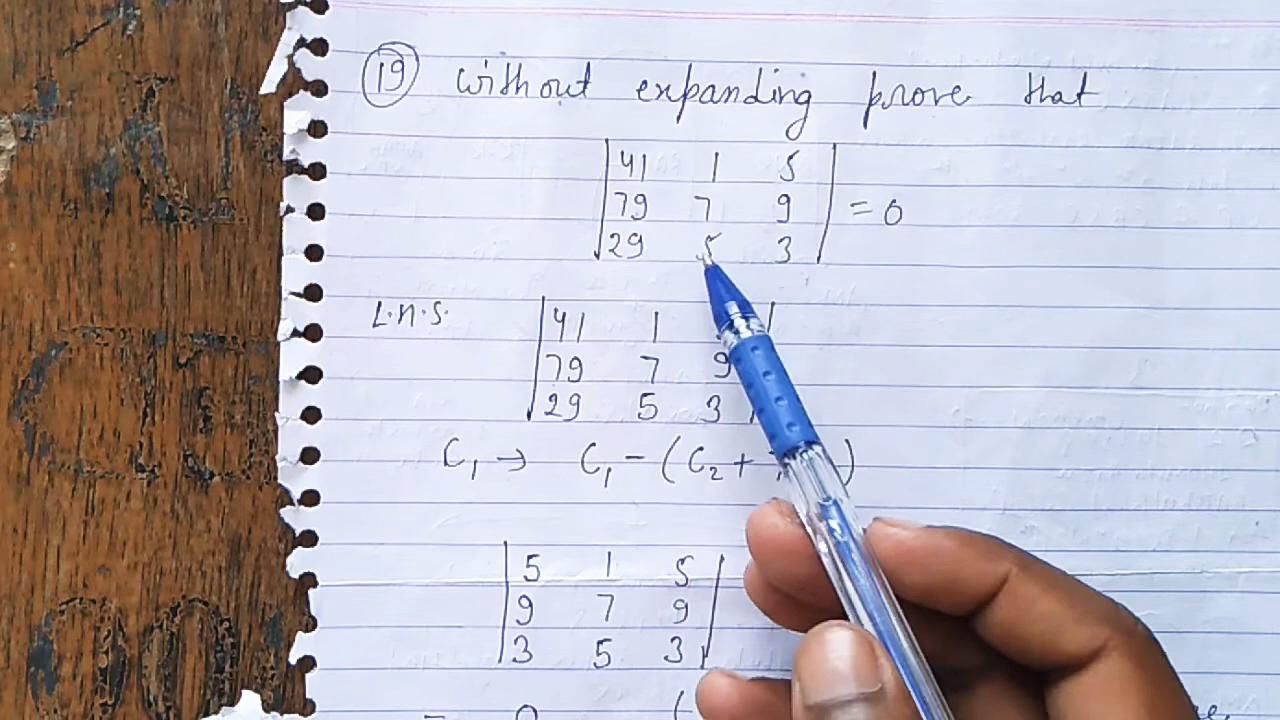 19 without expanding prove that
41 1 5
79 7 9 = 0
29 5 3
L.H.S. 41 1
79 7 9
29 5 3
C₁ → C₁ - (C₂ + )
5 1 5
9 7 9
3 5 3
= 0 (